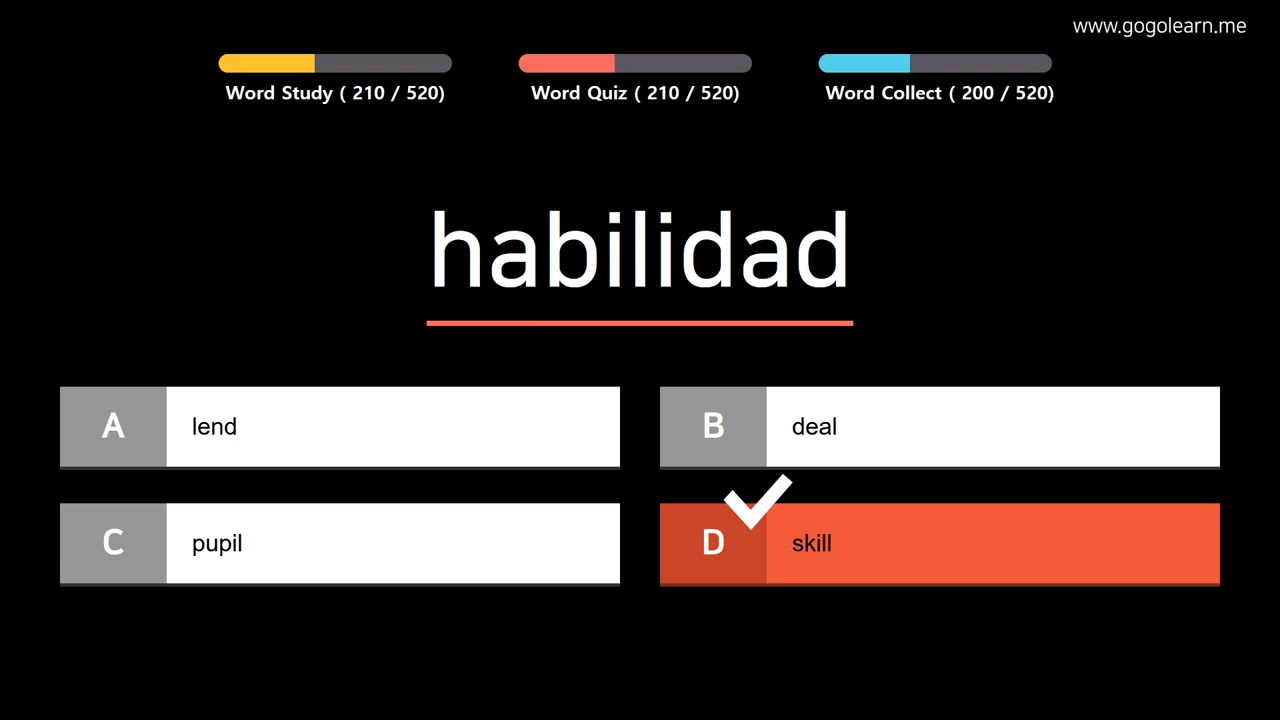 www.gogolearn.me
Word Study ( 210 / 520)
Word Quiz ( 210 / 520)
Word Collect ( 200 / 520)
habilidad
A lend
B deal
C pupil
D skill